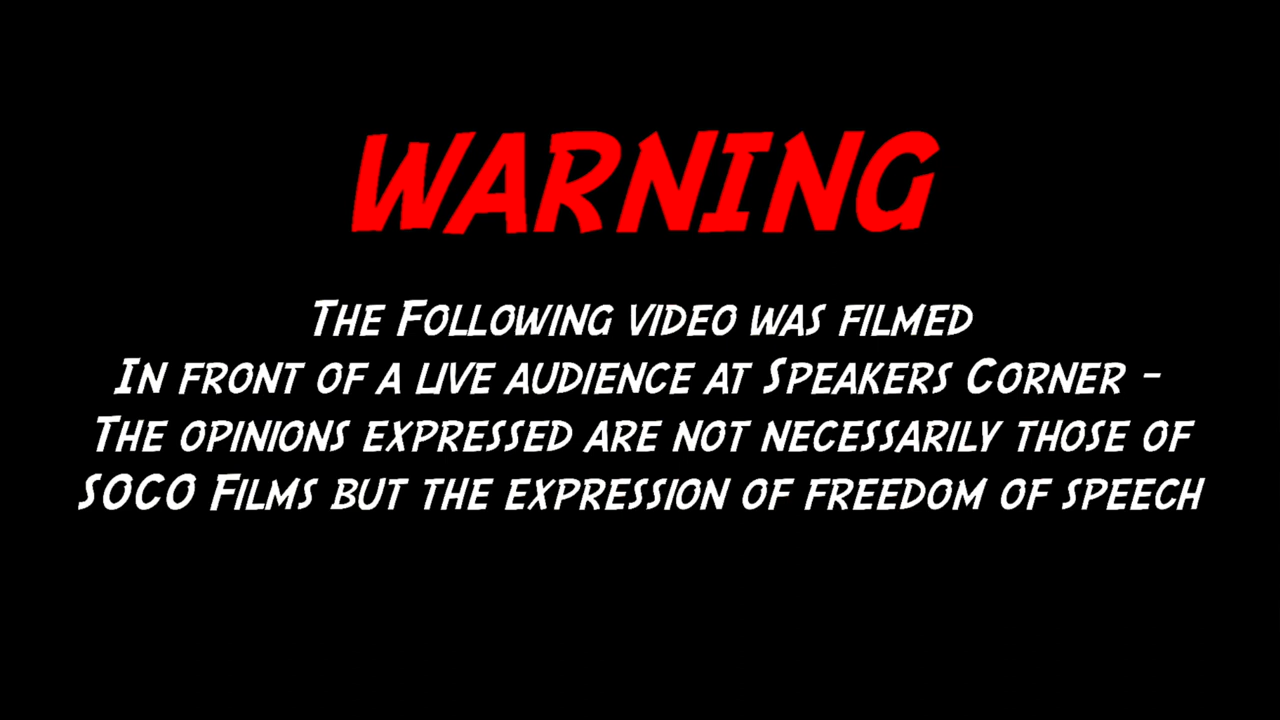 WARNING
The Following video was filmed
In front of a live audience at Speakers Corner -
The opinions expressed are not necessarily those of
SOCO Films but the expression of freedom of speech